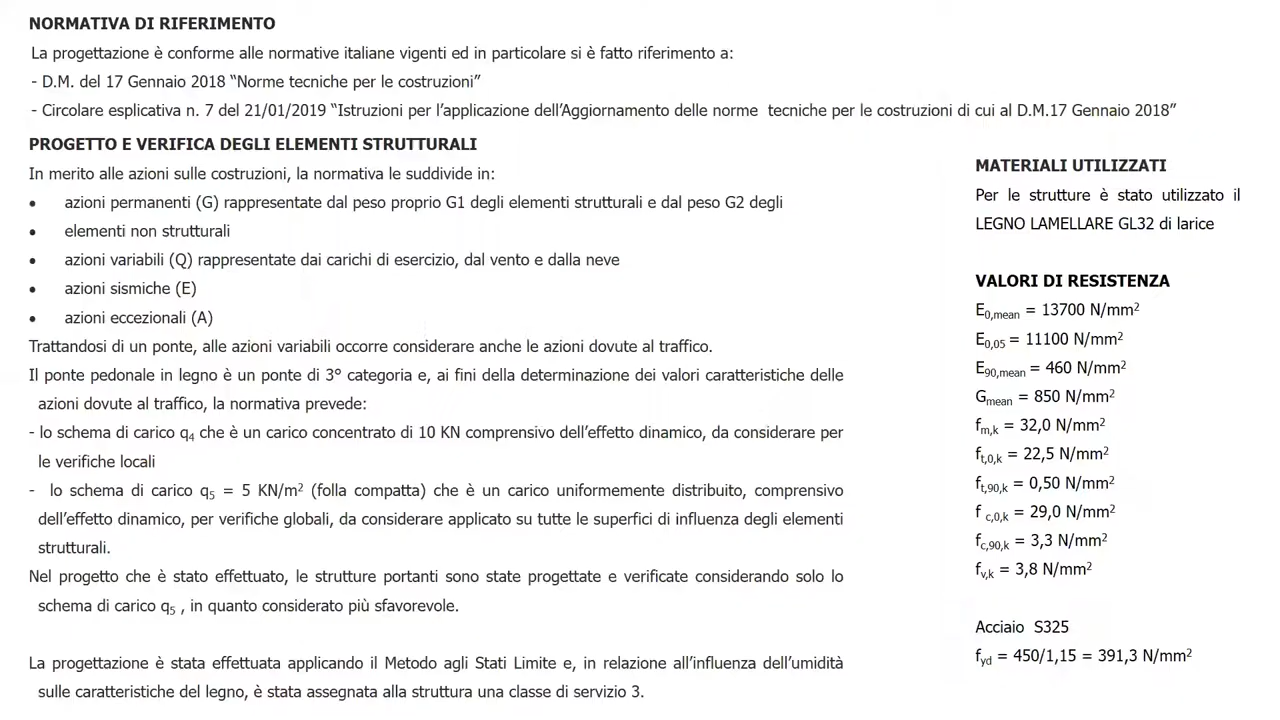 NORMATIVA DI RIFERIMENTO
La progettazione è conforme alle normative italiane vigenti ed in particolare si è fatto riferimento a:
- D.M. del 17 Gennaio 2018 “Norme tecniche per le costruzioni”
- Circolare esplicativa n. 7 del 21/01/2019 “Istruzioni per l’applicazione dell’Aggiornamento delle norme tecniche per le costruzioni di cui al D.M.17 Gennaio 2018”
PROGETTO E VERIFICA DEGLI ELEMENTI STRUTTURALI
In merito alle azioni sulle costruzioni, la normativa le suddivide in:
• azioni permanenti (G) rappresentate dal peso proprio G1 degli elementi strutturali e dal peso G2 degli
• elementi non strutturali
• azioni variabili (Q) rappresentate dai carichi di esercizio, dal vento e dalla neve
• azioni sismiche (E)
• azioni eccezionali (A)
Trattandosi di un ponte, alle azioni variabili occorre considerare anche le azioni dovute al traffico.
Il ponte pedonale in legno è un ponte di 3° categoria e, ai fini della determinazione dei valori caratteristiche delle
azioni dovute al traffico, la normativa prevede:
- lo schema di carico q4 che è un carico concentrato di 10 KN comprensivo dell’effetto dinamico, da considerare per
le verifiche locali
- lo schema di carico q5 = 5 KN/m² (folla compatta) che è un carico uniformemente distribuito, comprensivo
dell’effetto dinamico, per verifiche globali, da considerare applicato su tutte le superfici di influenza degli elementi
strutturali.
Nel progetto che è stato effettuato, le strutture portanti sono state progettate e verificate considerando solo lo
schema di carico q5 , in quanto considerato più sfavorevole.
La progettazione è stata effettuata applicando il Metodo agli Stati Limite e, in relazione all’influenza dell’umidità
sulle caratteristiche del legno, è stata assegnata alla struttura una classe di servizio 3.
MATERIALI UTILIZZATI
Per le strutture è stato utilizzato il
LEGNO LAMELLARE GL32 di larice
VALORI DI RESISTENZA
E0,mean = 13700 N/mm²
E0,05 = 11100 N/mm²
E90,mean = 460 N/mm²
Gmean = 850 N/mm²
fm,k = 32,0 N/mm²
ft,0,k = 22,5 N/mm²
ft,90,k = 0,50 N/mm²
f c,0,k = 29,0 N/mm²
fc,90,k = 3,3 N/mm²
fv,k = 3,8 N/mm²
Acciaio S325
fyd = 450/1,15 = 391,3 N/mm²